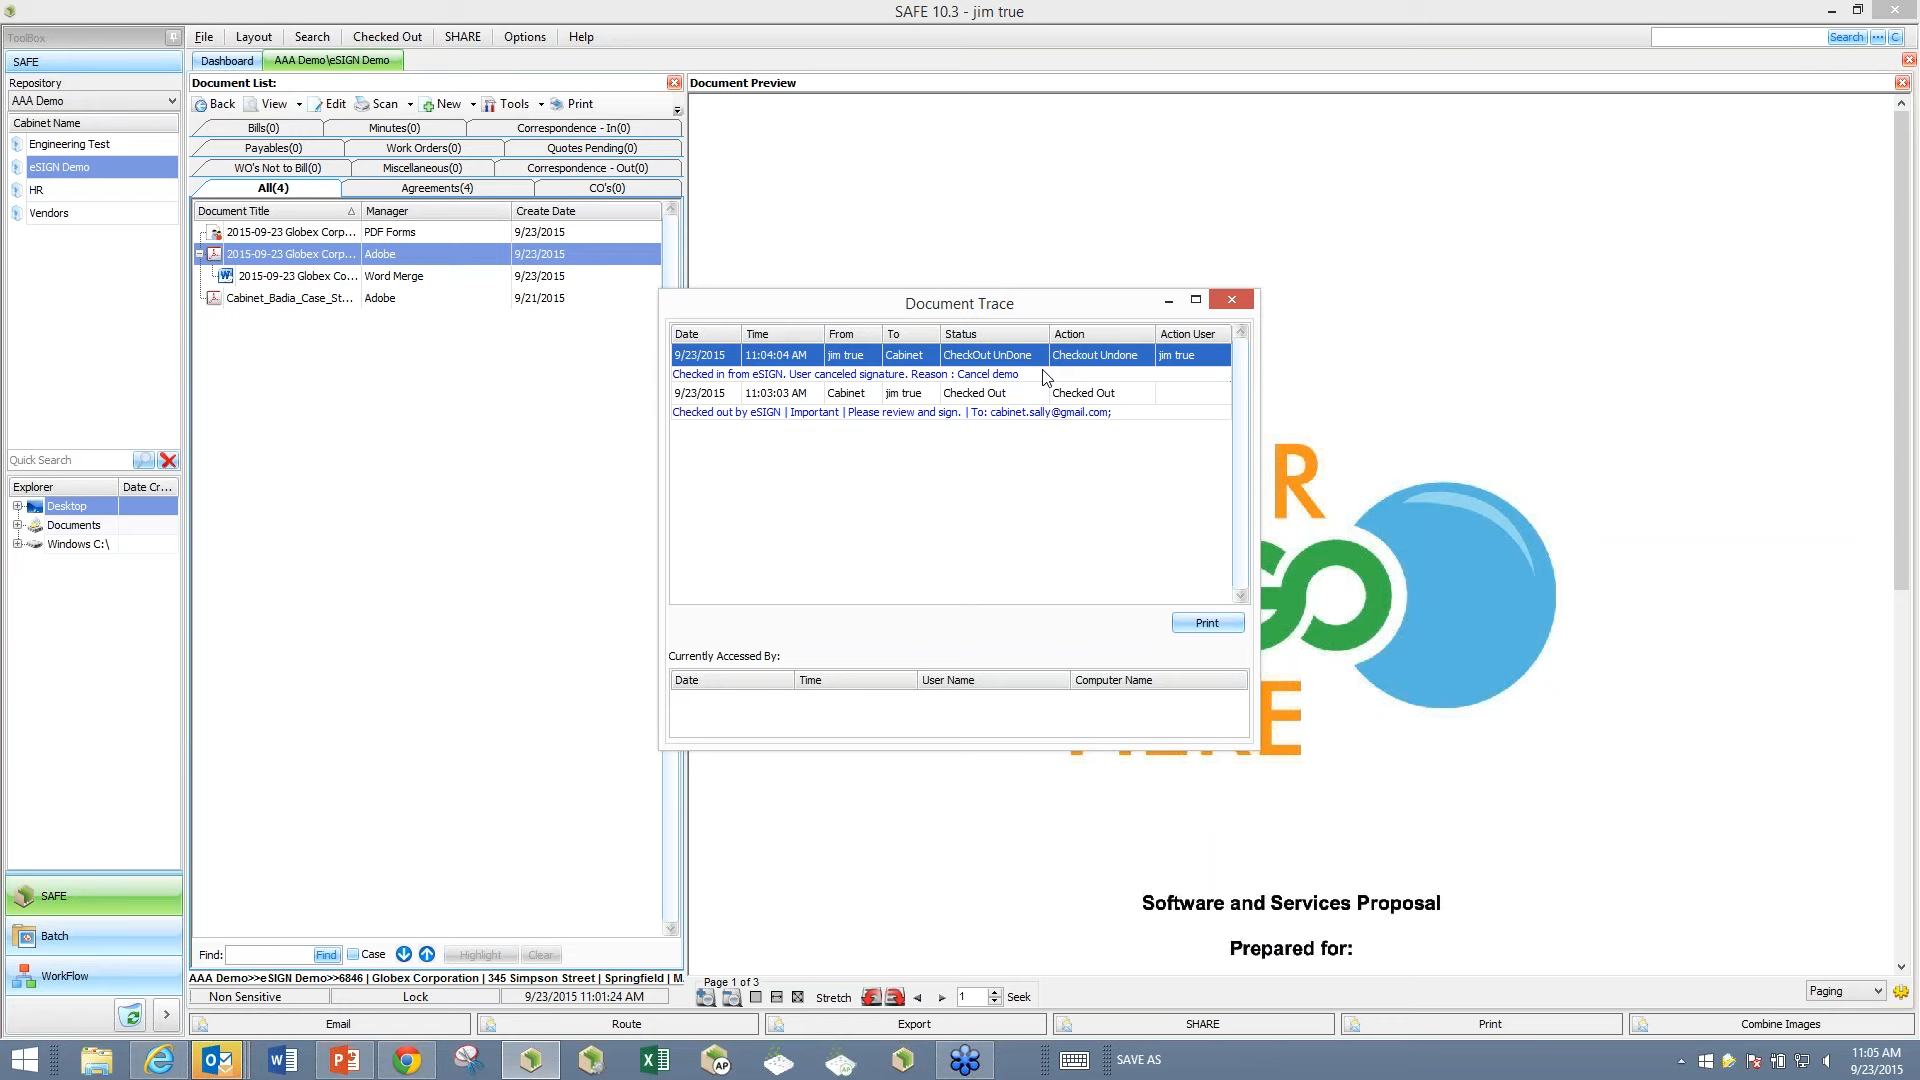 SAFE 10.3 - jim true
ToolBox
File Layout Search Checked Out SHARE Options Help
Search ... C
SAFE
Dashboard AAA Demo\eSIGN Demo
Repository
AAA Demo
Document List:
Document Preview
Back View Edit Scan New Tools Print
Cabinet Name
Engineering Test
eSIGN Demo
HR
Vendors
Bills(0) Minutes(0) Correspondence - In(0)
Payables(0) Work Orders(0) Quotes Pending(0)
WO's Not to Bill(0) Miscellaneous(0) Correspondence - Out(0)
All(4) Agreements(4) CO's(0)
Document Title Manager Create Date
2015-09-23 Globex Corp... PDF Forms 9/23/2015
2015-09-23 Globex Corp... Adobe 9/23/2015
2015-09-23 Globex Co... Word Merge 9/23/2015
Cabinet_Badia_Case_St... Adobe 9/21/2015
Document Trace
Date Time From To Status Action Action User
9/23/2015 11:04:04 AM jim true Cabinet CheckOut UnDone Checkout Undone jim true
Checked in from eSIGN. User canceled signature. Reason : Cancel demo
9/23/2015 11:03:03 AM Cabinet jim true Checked Out Checked Out
Checked out by eSIGN | Important | Please review and sign. | To: cabinet.sally@gmail.com;
Print
Currently Accessed By:
Date Time User Name Computer Name
Quick Search
Explorer Date Cr...
Desktop
Documents
Windows C:\
R
GO
E
Software and Services Proposal
Prepared for:
SAFE
Batch
WorkFlow
Find: Find Case Highlight Clear
AAA Demo>>eSIGN Demo>>6846 | Globex Corporation | 345 Simpson Street | Springfield | M
Non Sensitive Lock 9/23/2015 11:01:24 AM
Page 1 of 3
Stretch 1 Seek
Paging
Email Route Export SHARE Print Combine Images
AP
SAVE AS
11:05 AM
9/23/2015